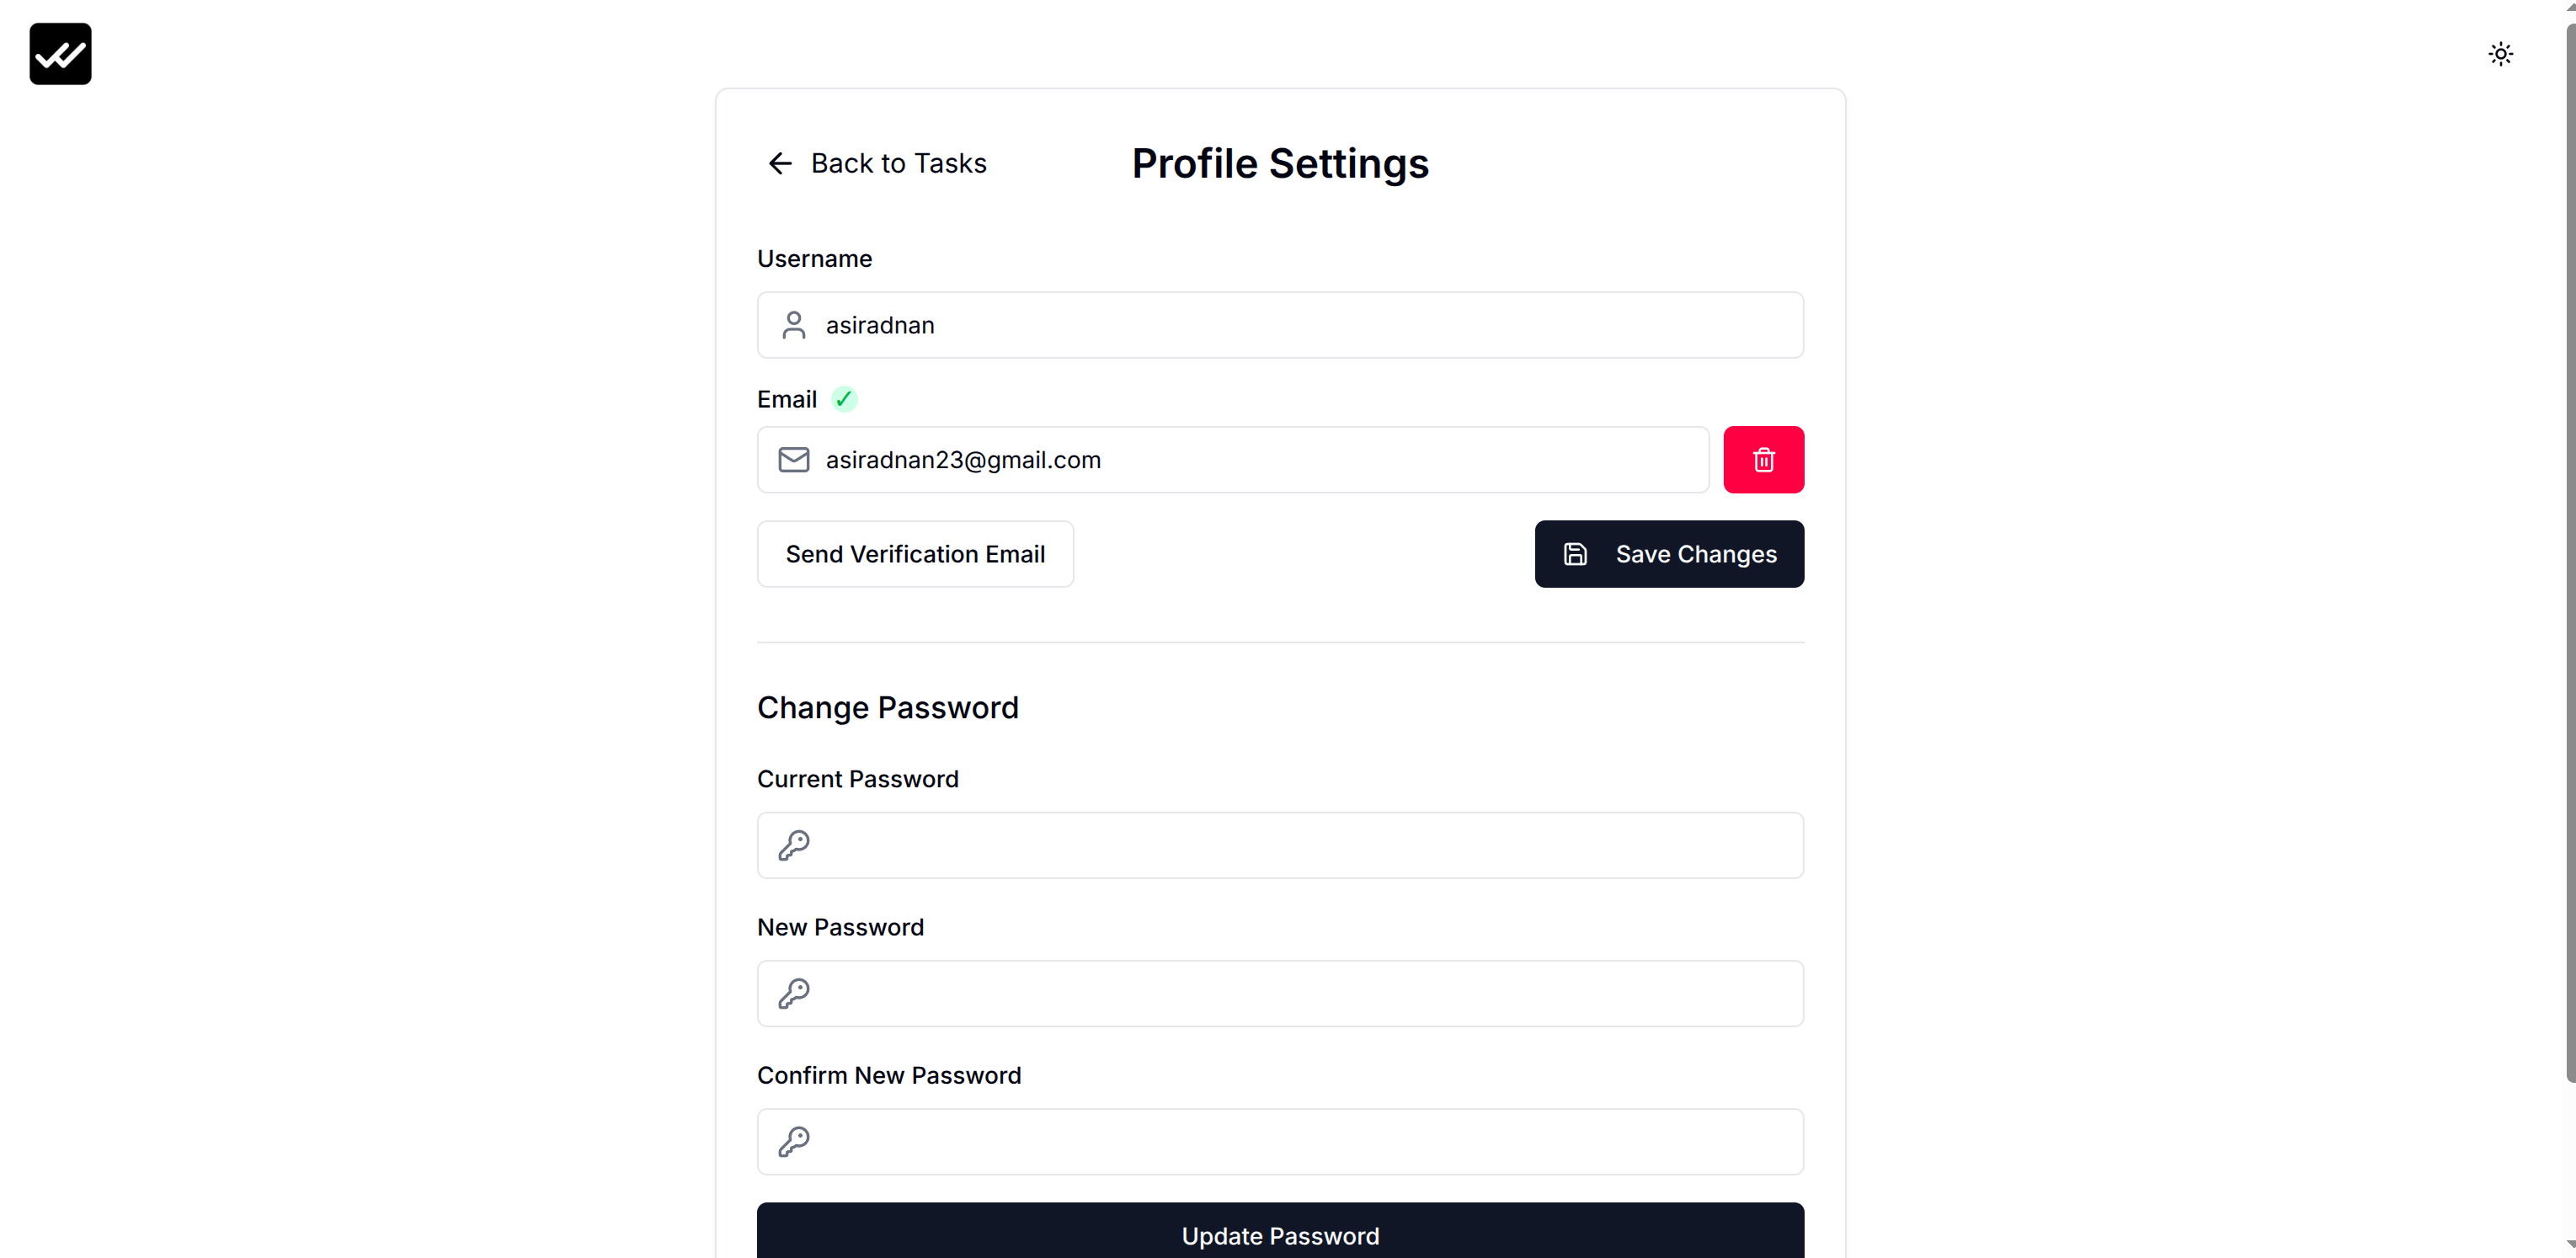 Back to Tasks
Profile Settings
Username
asiradnan
Email ✓
asiradnan23@gmail.com
Send Verification Email
Save Changes
Change Password
Current Password
New Password
Confirm New Password
Update Password